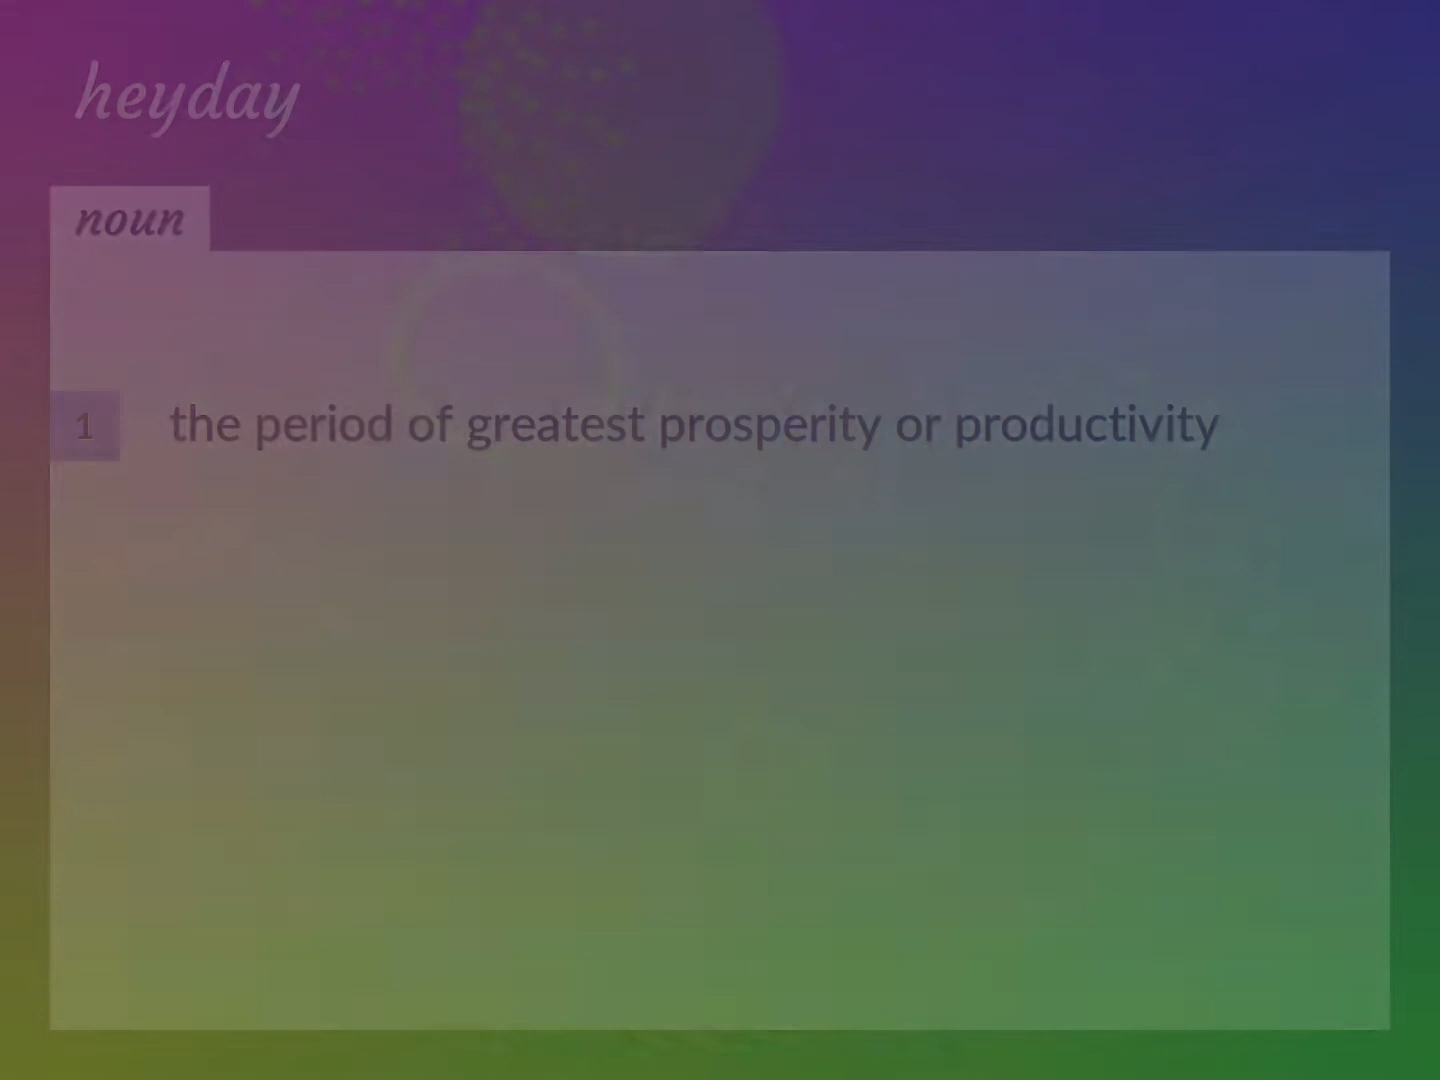 heyday
noun
1 the period of greatest prosperity or productivity